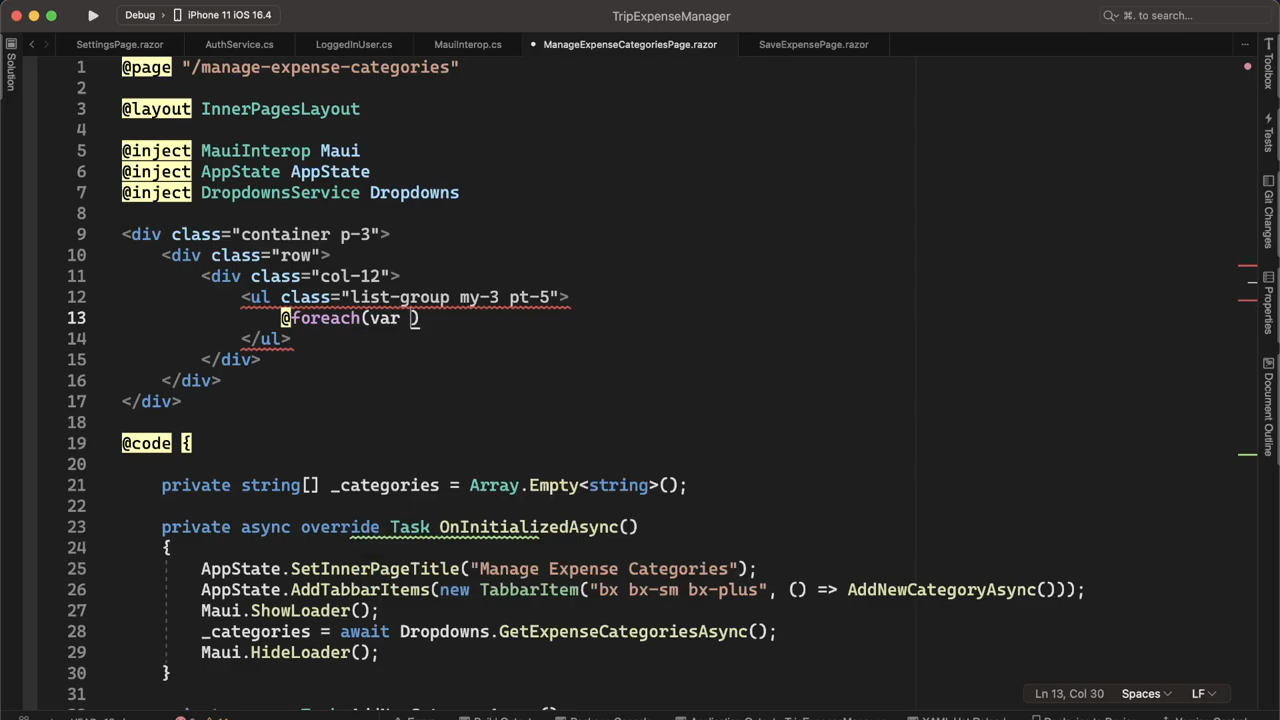 Debug > iPhone 11 iOS 16.4
TripExpenseManager
⌘. to search...
SettingsPage.razor
AuthService.cs
LoggedInUser.cs
MauiInterop.cs
ManageExpenseCategoriesPage.razor
SaveExpensePage.razor
Solution
Toolbox
Tests
Git Changes
Properties
Document Outline
1 @page "/manage-expense-categories"
2
3 @layout InnerPagesLayout
4
5 @inject MauiInterop Maui
6 @inject AppState AppState
7 @inject DropdownsService Dropdowns
8
9 <div class="container p-3">
10 <div class="row">
11 <div class="col-12">
12 <ul class="list-group my-3 pt-5">
13 @foreach(var )
14 </ul>
15 </div>
16 </div>
17 </div>
18
19 @code {
20
21 private string[] _categories = Array.Empty<string>();
22
23 private async override Task OnInitializedAsync()
24 {
25 AppState.SetInnerPageTitle("Manage Expense Categories");
26 AppState.AddTabbarItems(new TabbarItem("bx bx-sm bx-plus", () => AddNewCategoryAsync()));
27 Maui.ShowLoader();
28 _categories = await Dropdowns.GetExpenseCategoriesAsync();
29 Maui.HideLoader();
30 }
31
Ln 13, Col 30 Spaces LF